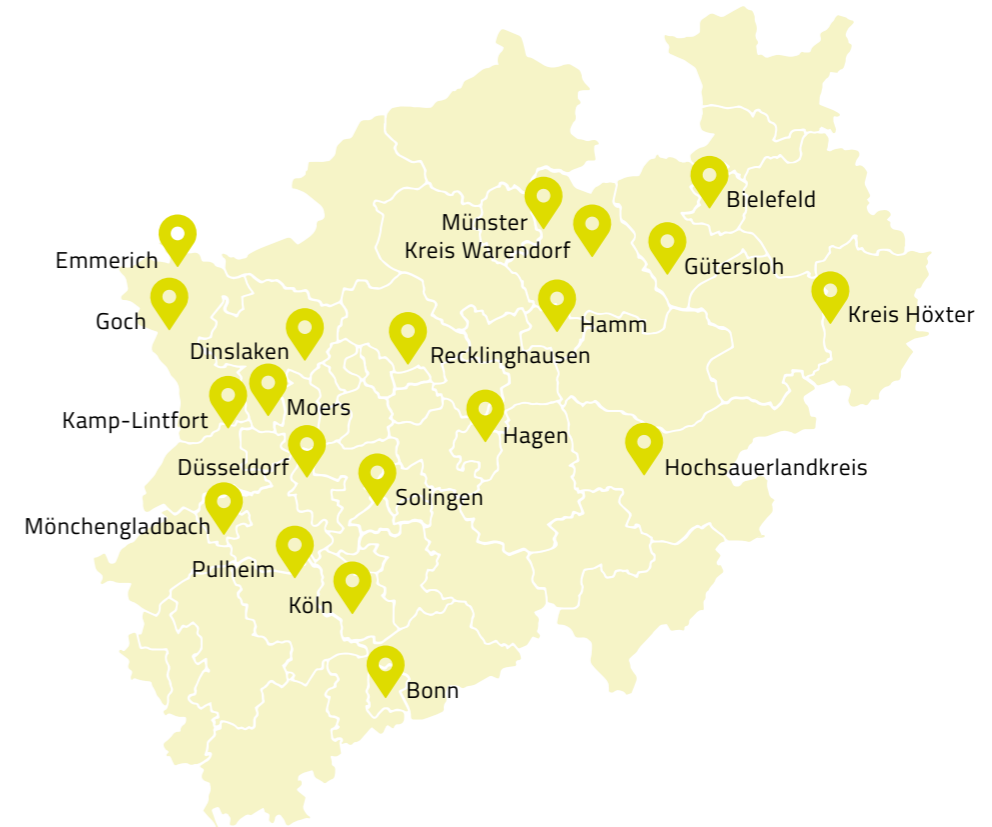 Bielefeld
Münster
Kreis Warendorf
Emmerich
Gütersloh
Kreis Höxter
Goch
Hamm
Dinslaken
Recklinghausen
Moers
Kamp-Lintfort
Hagen
Düsseldorf
Hochsauerlandkreis
Solingen
Mönchengladbach
Pulheim
Köln
Bonn